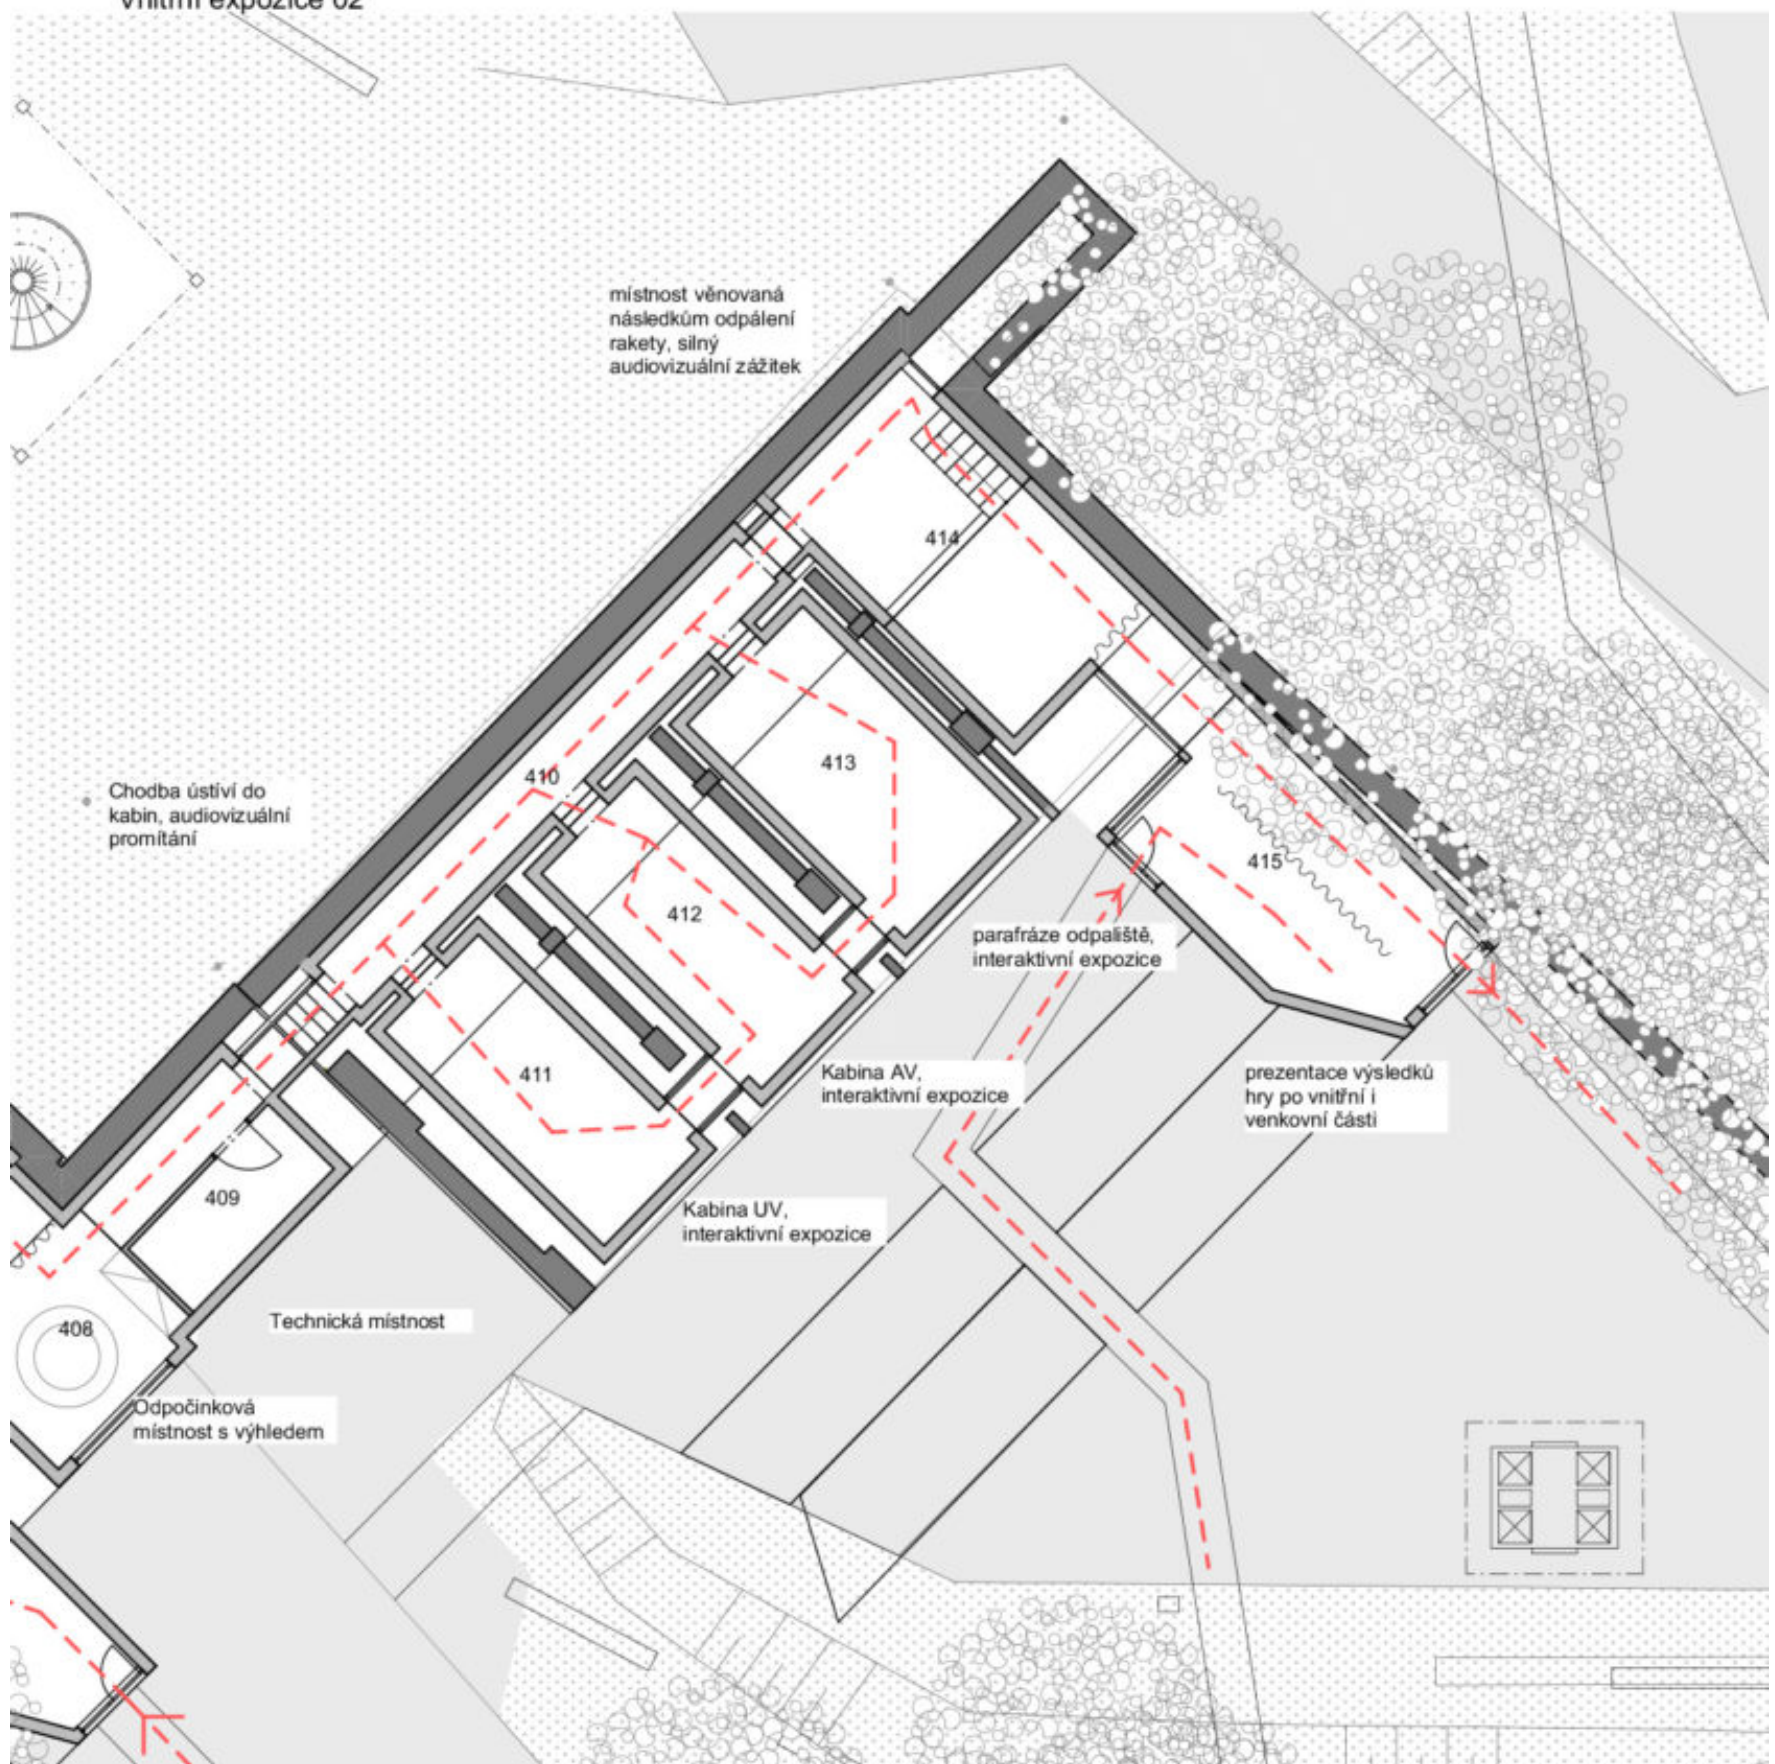 Vnitřní expozice 02
místnost věnovaná
následkům odpálení
rakety, silný
audiovizuální zážitek
414
410
413
Chodba ústíví do
kabin, audiovizuální
promítání
415
412
parafráze odpaliště,
interaktivní expozice
411
Kabina AV,
interaktivní expozice
prezentace výsledků
hry po vnitřní i
venkovní části
409
Kabina UV,
interaktivní expozice
408
Technická místnost
Odpočinková
místnost s výhledem